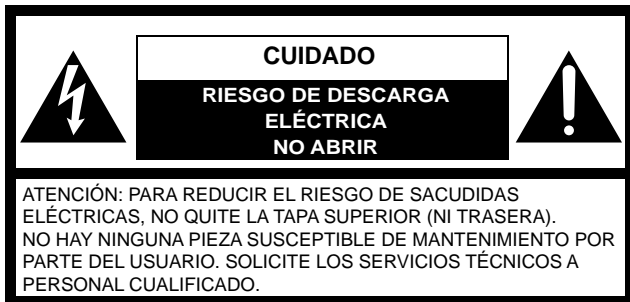 CUIDADO
RIESGO DE DESCARGA
ELÉCTRICA
NO ABRIR
ATENCIÓN: PARA REDUCIR EL RIESGO DE SACUDIDAS
ELÉCTRICAS, NO QUITE LA TAPA SUPERIOR (NI TRASERA).
NO HAY NINGUNA PIEZA SUSCEPTIBLE DE MANTENIMIENTO POR
PARTE DEL USUARIO. SOLICITE LOS SERVICIOS TÉCNICOS A
PERSONAL CUALIFICADO.